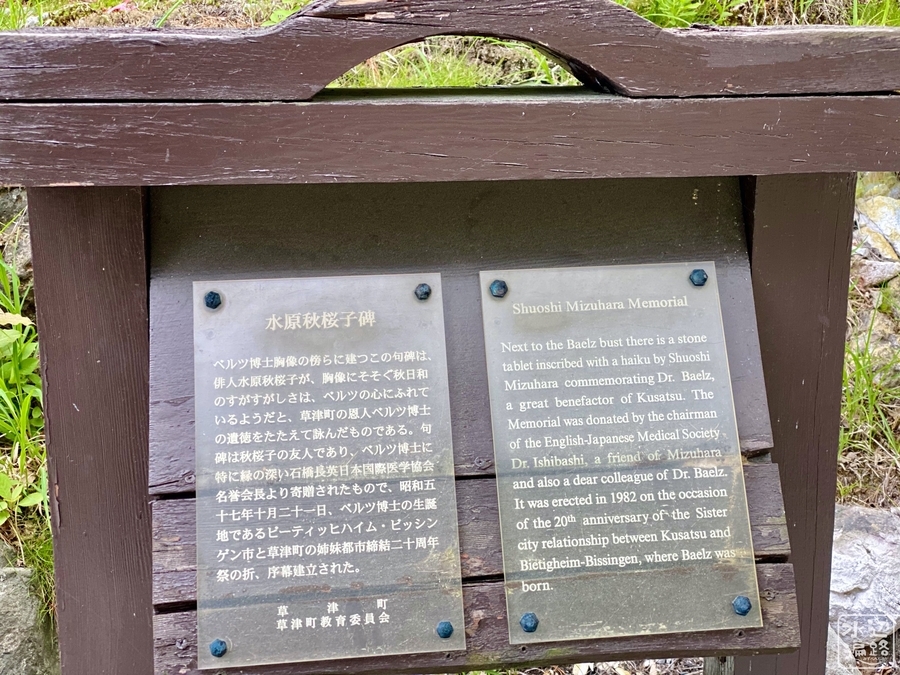 水原秋桜子碑
ベルツ博士胸像の傍らに建つこの句碑は、
俳人水原秋桜子が、胸像にそそぐ秋日和
のすがすがしさは、ベルツの心にふれて
いるようだと、草津町の恩人ベルツ博士
の遺徳をたたえて詠んだものである。句
碑は秋桜子の友人であり、ベルツ博士に
特に縁の深い石橋長英日本国際医学協会
名誉会長より寄贈されたもので、昭和五
十七年十月二十一日、ベルツ博士の生誕
地であるビーティッヒハイム・ビッシン
ゲン市と草津町の姉妹都市締結二十周年
祭の折、序幕建立された。
草津町
草津町教育委員会
Shuoshi Mizuhara Memorial
Next to the Baelz bust there is a stone
tablet inscribed with a haiku by Shuoshi
Mizuhara commemorating Dr. Baelz,
a great benefactor of Kusatsu. The
Memorial was donated by the chairman
of the English-Japanese Medical Society
Dr. Ishibashi, a friend of Mizuhara
and also a dear colleague of Dr. Baelz.
It was erected in 1982 on the occasion
of the 20th anniversary of the Sister
city relationship between Kusatsu and
Bietigheim-Bissingen, where Baelz was
born.